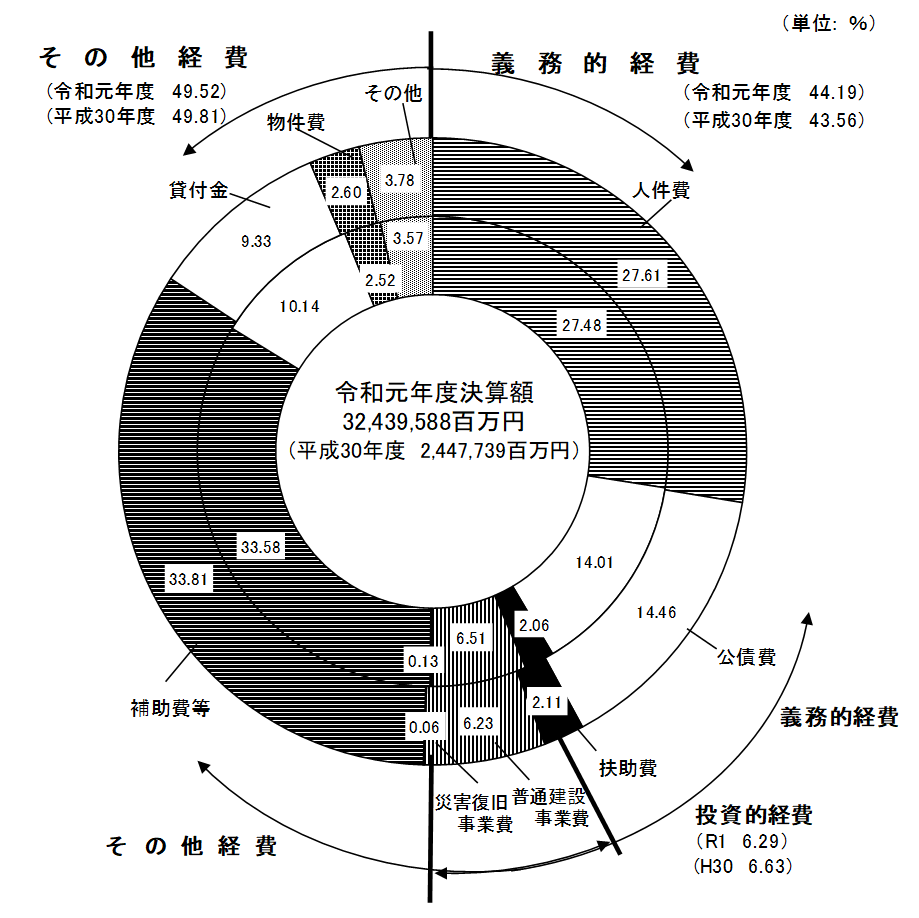 （単位: %）
その他経費
（令和元年度 49.52）
（平成30年度 49.81）
義務的経費
（令和元年度 44.19）
（平成30年度 43.56）
その他
物件費
貸付金
人件費
3.78
2.60
9.33
3.57
2.52
10.14
27.61
27.48
令和元年度決算額
32,439,588百万円
（平成30年度 2,447,739百万円）
33.58
33.81
14.01
14.46
2.06
6.51
0.13
2.11
6.23
0.06
公債費
補助費等
義務的経費
扶助費
災害復旧
事業費
普通建設
事業費
投資的経費
（R1 6.29）
（H30 6.63）
その他経費